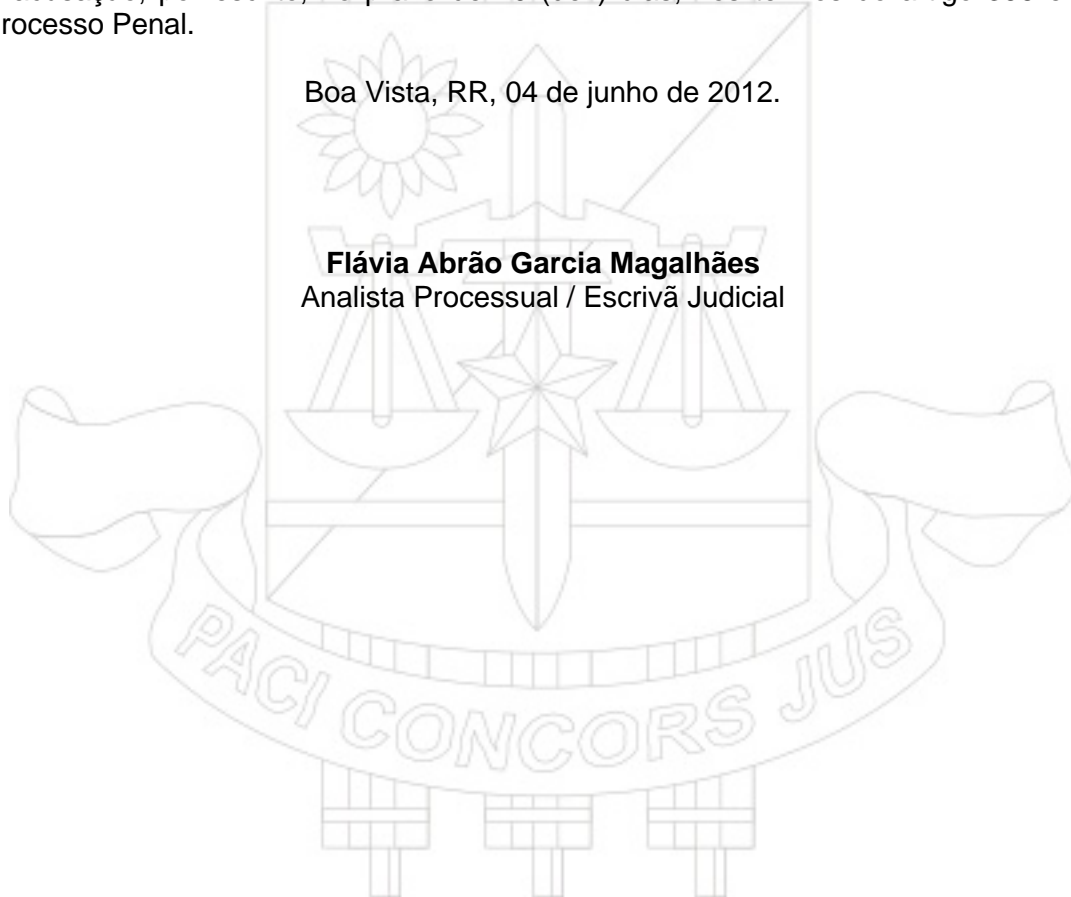 rocesso Penal.
Boa Vista, RR, 04 de junho de 2012.
Flávia Abrão Garcia Magalhães
Analista Processual / Escrivã Judicial
PACI CONCORS JUS